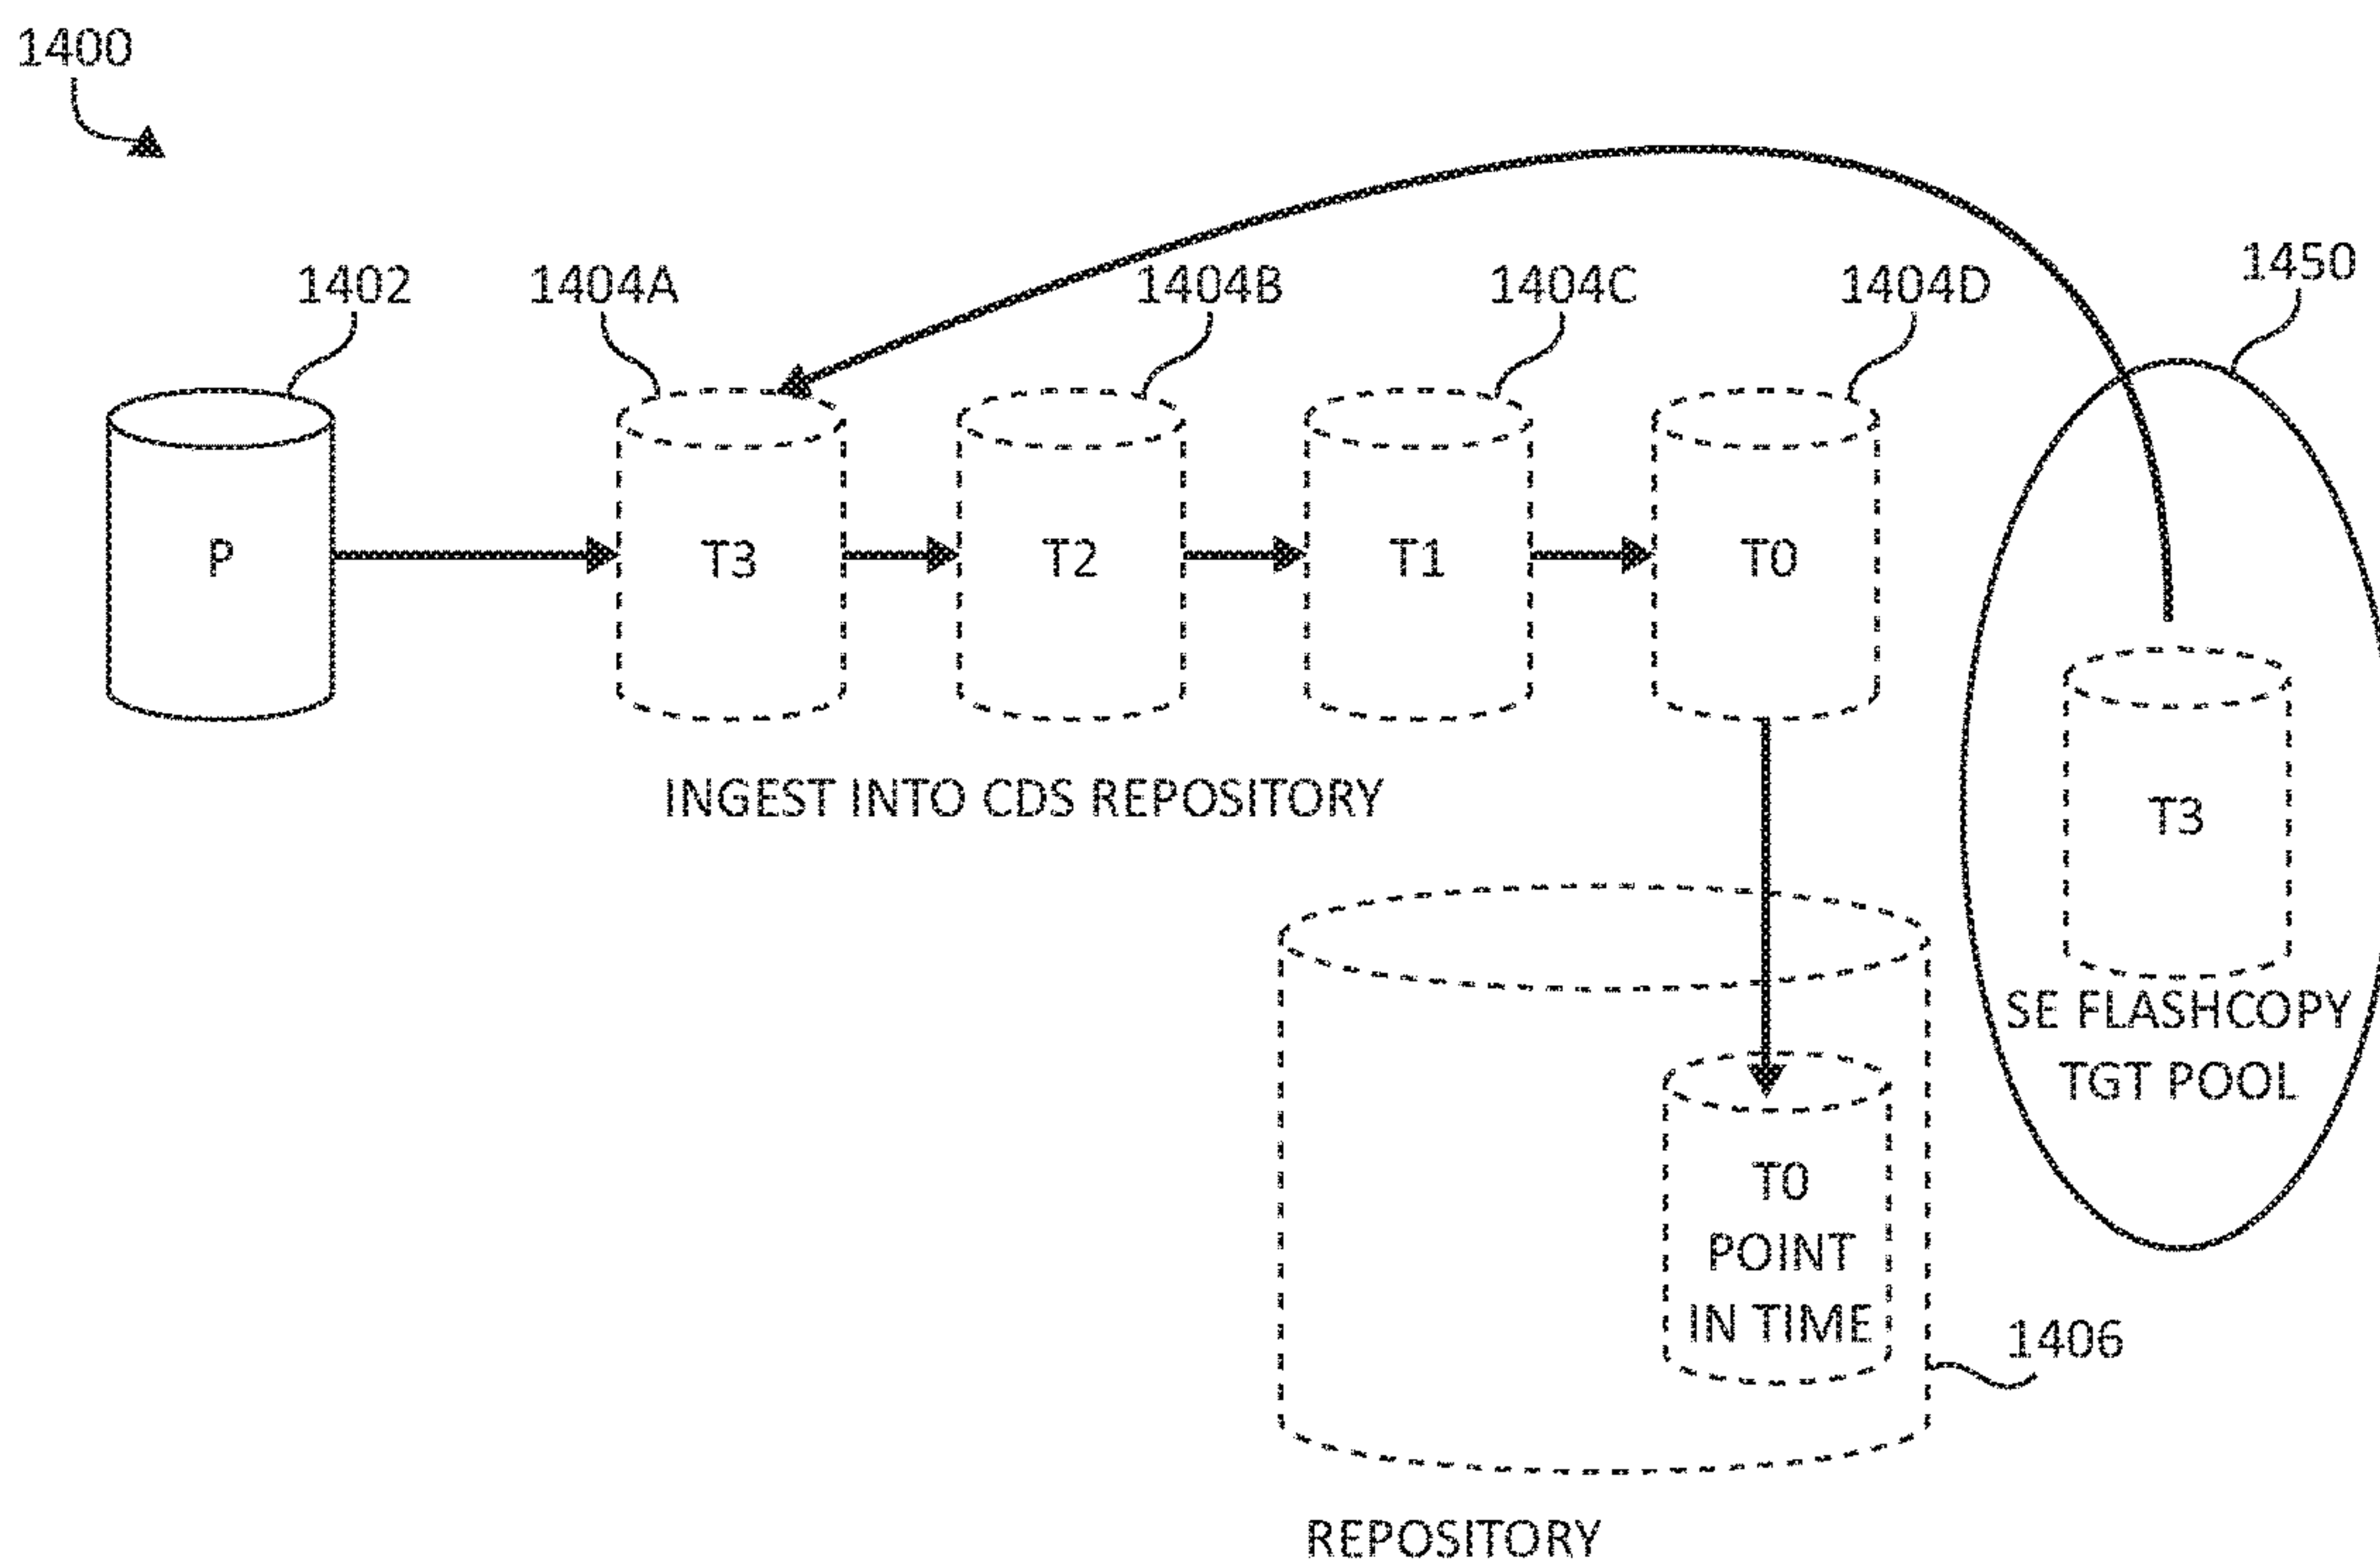 1400
1402
1404A
1404B
1404C
1404D
1450
P
T3
T2
T1
T0
INGEST INTO CDS REPOSITORY
T3
SE FLASHCOPY
TGT POOL
T0
POINT
IN TIME
1406
REPOSITORY